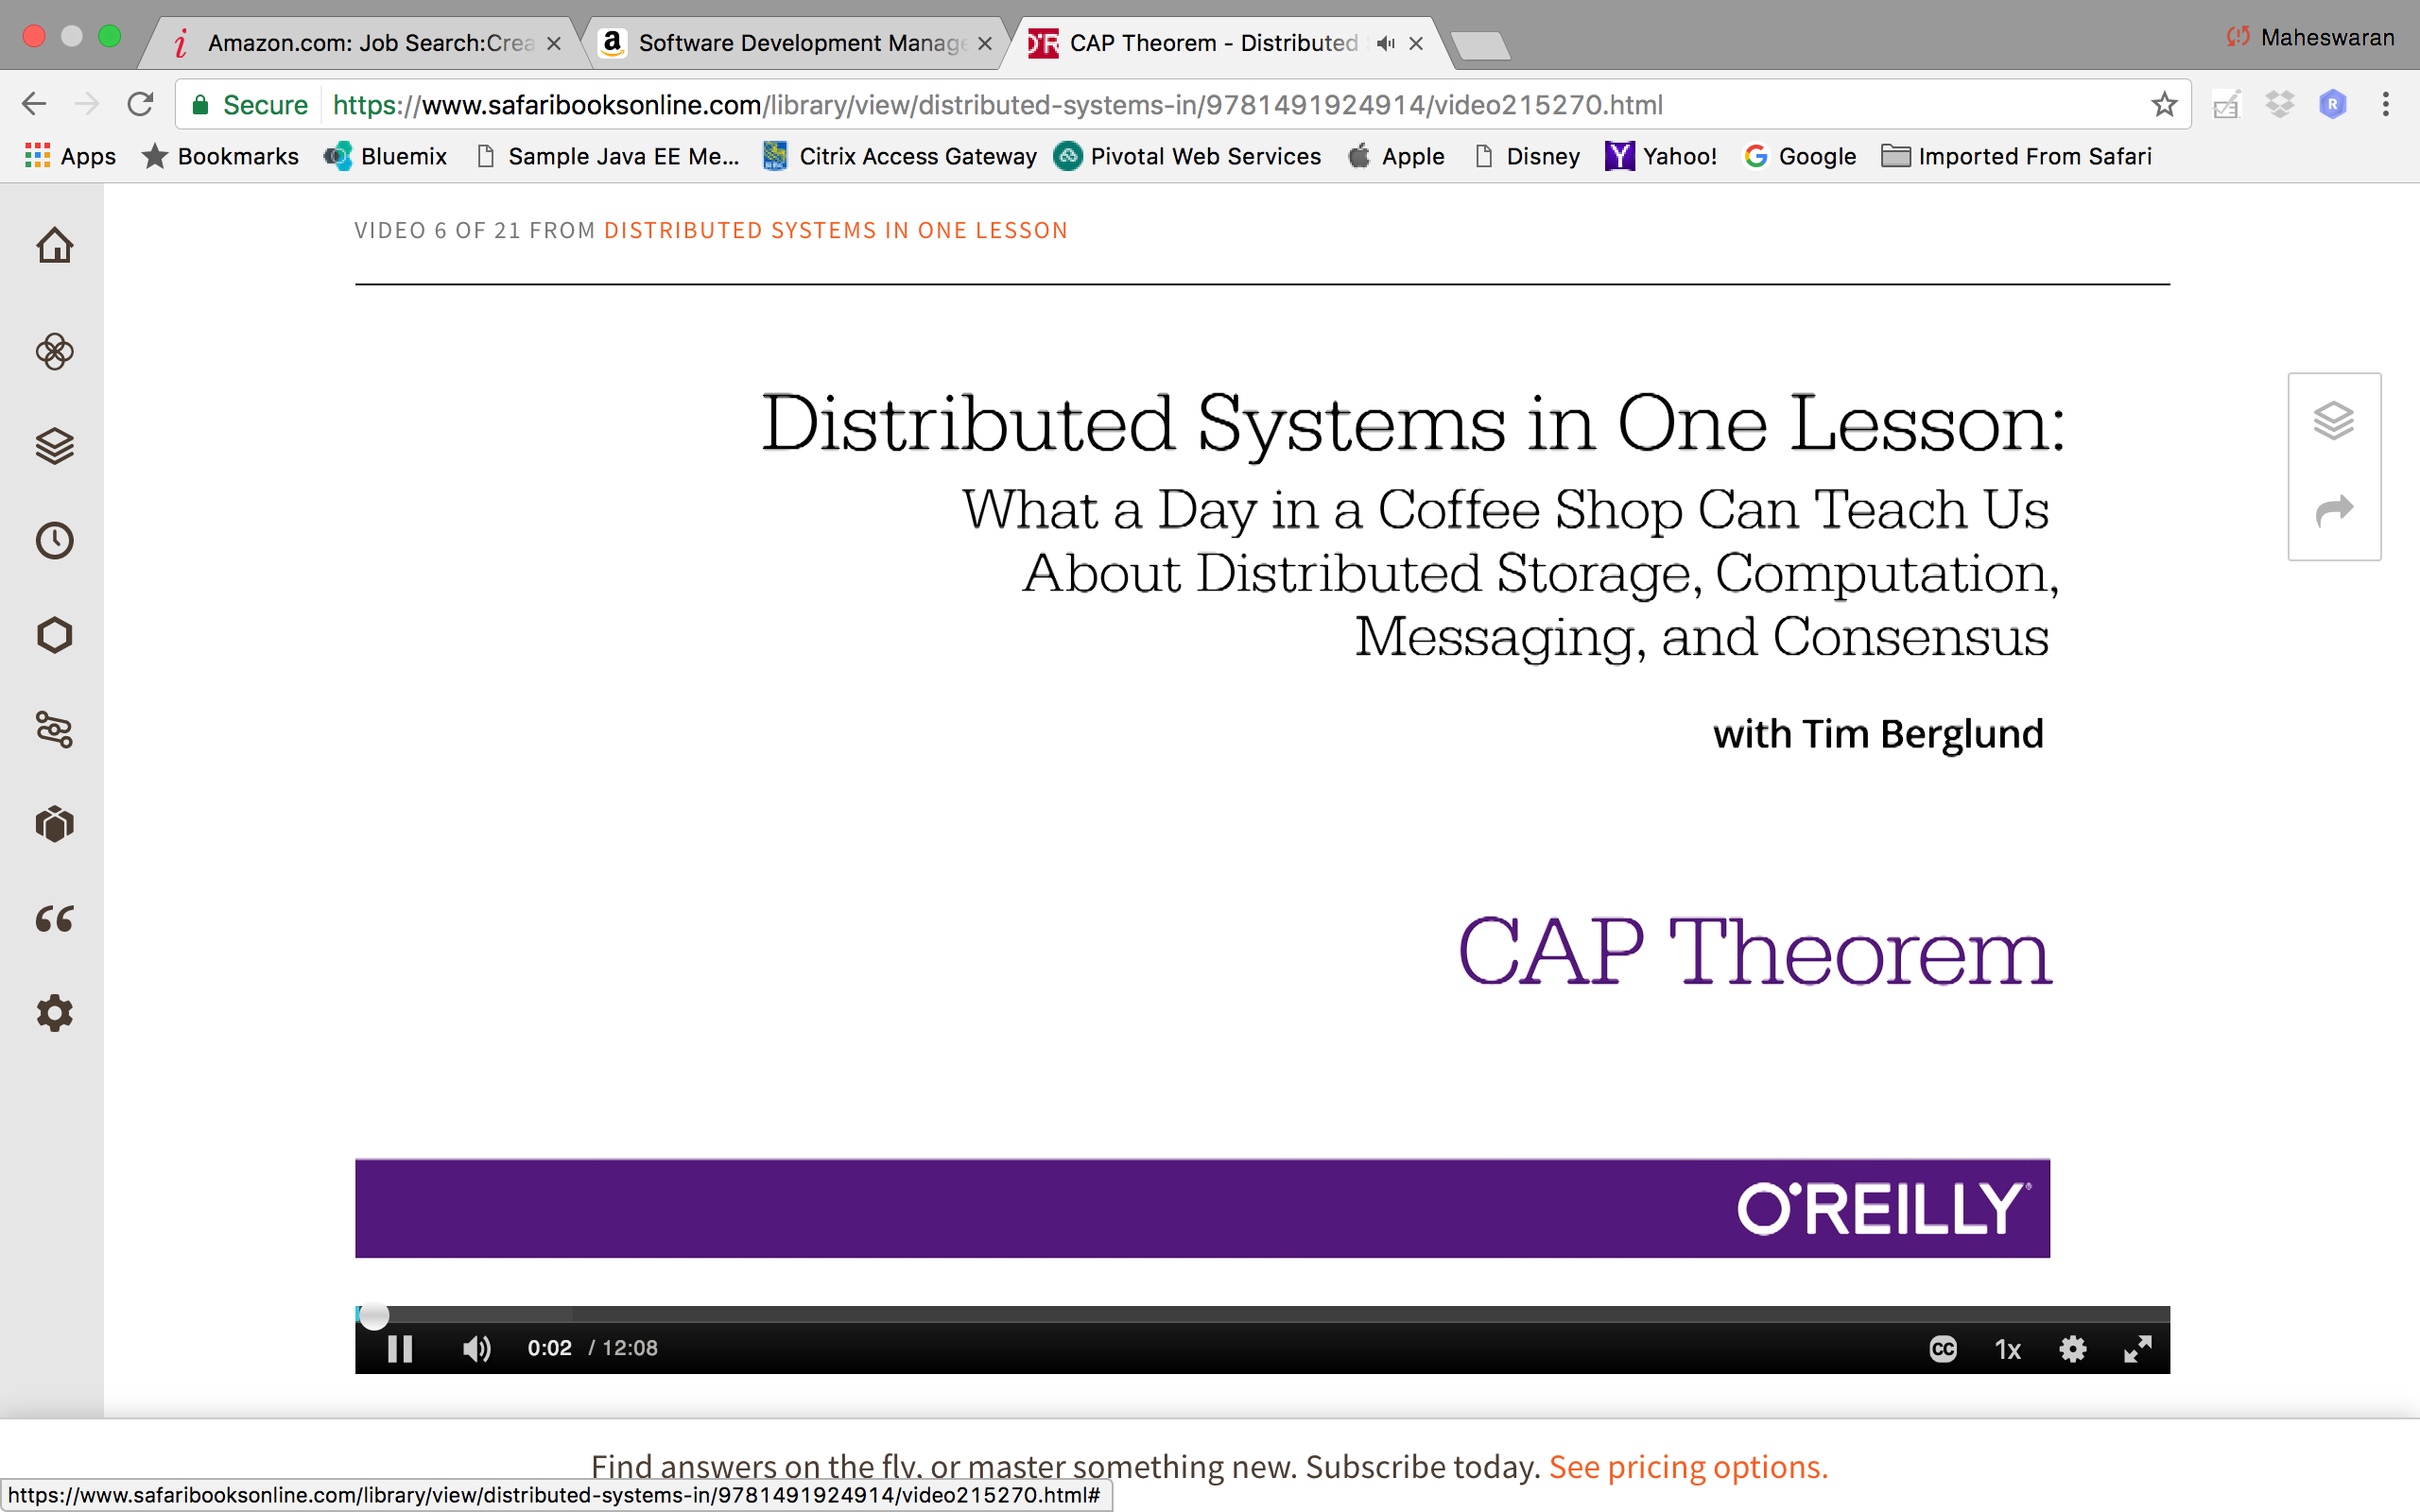 Amazon.com: Job Search:Crea
Software Development Manage
CAP Theorem - Distributed
Maheswaran
Secure https://www.safaribooksonline.com/library/view/distributed-systems-in/9781491924914/video215270.html
Apps Bookmarks Bluemix Sample Java EE Me... Citrix Access Gateway Pivotal Web Services Apple Disney Yahoo! Google Imported From Safari
VIDEO 6 OF 21 FROM DISTRIBUTED SYSTEMS IN ONE LESSON
Distributed Systems in One Lesson:
What a Day in a Coffee Shop Can Teach Us
About Distributed Storage, Computation,
Messaging, and Consensus
with Tim Berglund
CAP Theorem
O'REILLY®
0:02 / 12:08 CC 1x
Find answers on the fly, or master something new. Subscribe today. See pricing options.
https://www.safaribooksonline.com/library/view/distributed-systems-in/9781491924914/video215270.html#